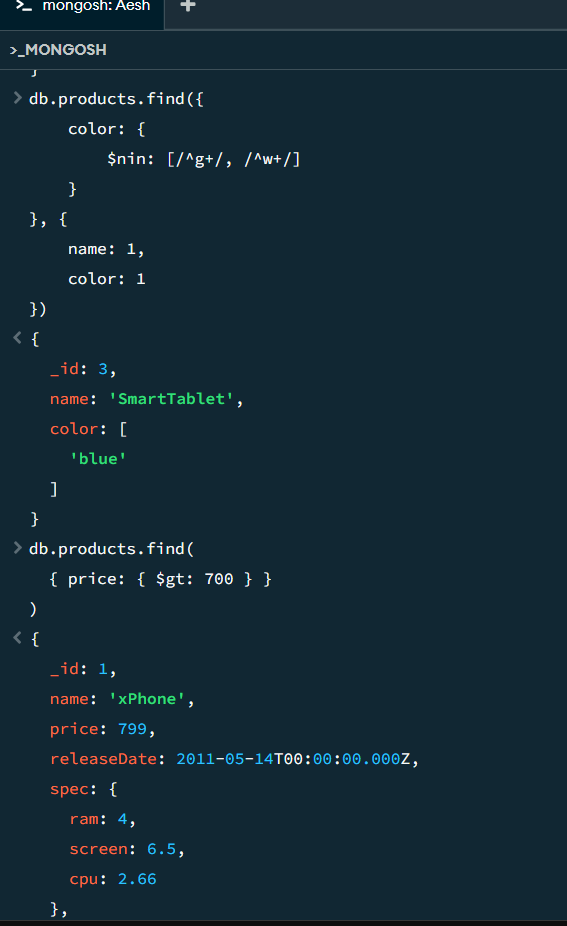 >_ mongosh: Aesh +
>_MONGOSH
}
> db.products.find({
color: {
$nin: [/^g+/, /^w+/]
}
}, {
name: 1,
color: 1
})
< {
_id: 3,
name: 'SmartTablet',
color: [
'blue'
]
}
> db.products.find(
{ price: { $gt: 700 } }
)
< {
_id: 1,
name: 'xPhone',
price: 799,
releaseDate: 2011-05-14T00:00:00.000Z,
spec: {
ram: 4,
screen: 6.5,
cpu: 2.66
},